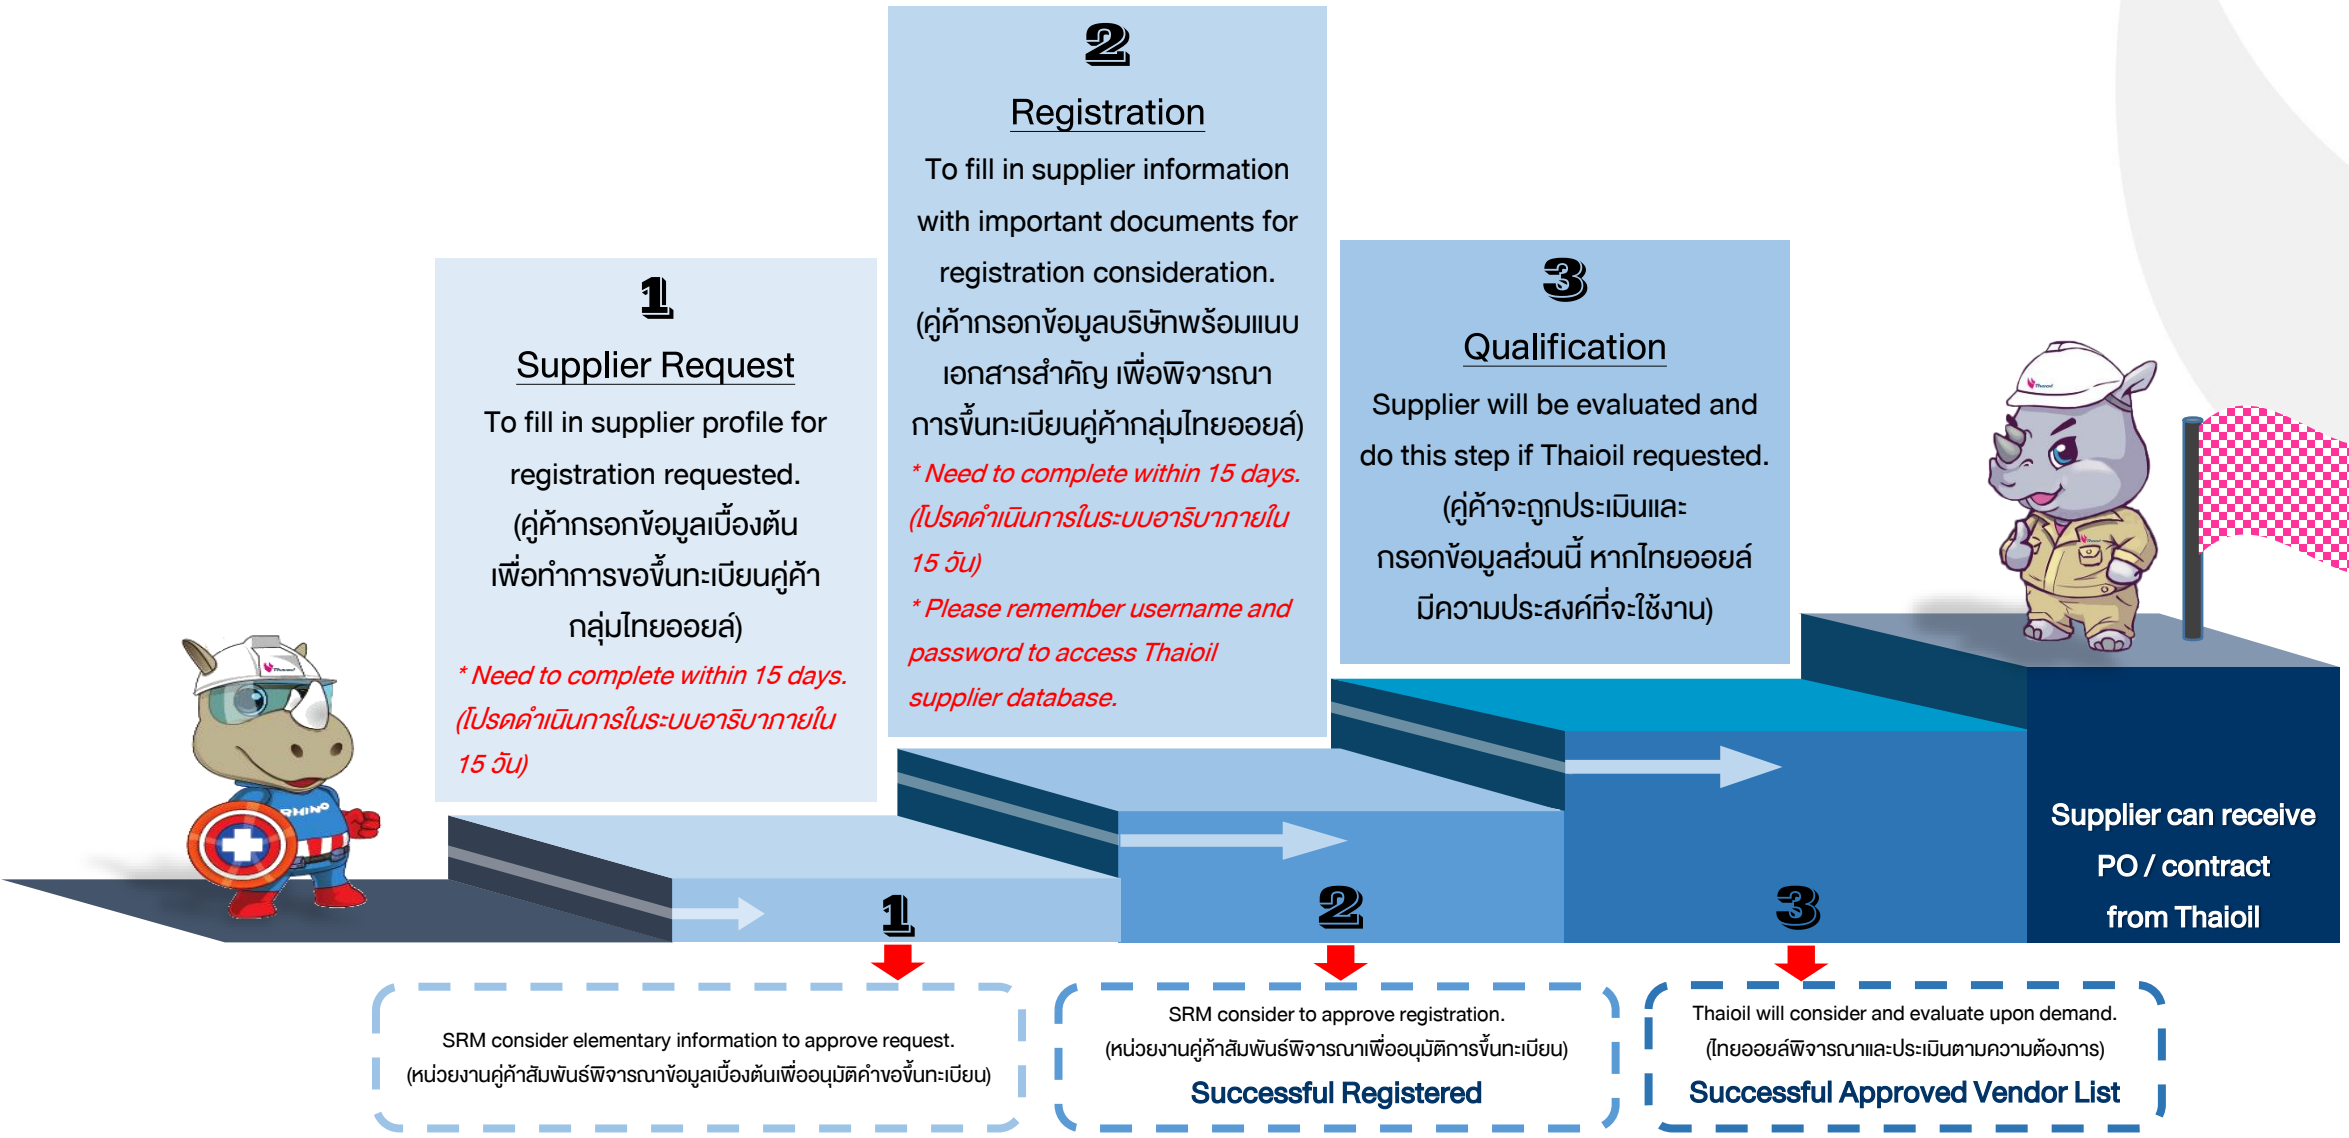 1
Supplier Request
To fill in supplier profile for
registration requested.
(คู่ค้ากรอกข้อมูลเบื้องต้น
เพื่อทำการขอขึ้นทะเบียนคู่ค้า
กลุ่มไทยออยล์)
* Need to complete within 15 days.
(โปรดดำเนินการในระบบอาริบาภายใน
15 วัน)
2
Registration
To fill in supplier information
with important documents for
registration consideration.
(คู่ค้ากรอกข้อมูลบริษัทพร้อมแนบ
เอกสารสำคัญ เพื่อพิจารณา
การขึ้นทะเบียนคู่ค้ากลุ่มไทยออยล์)
* Need to complete within 15 days.
(โปรดดำเนินการในระบบอาริบาภายใน
15 วัน)
* Please remember username and
password to access Thaioil
supplier database.
3
Qualification
Supplier will be evaluated and
do this step if Thaioil requested.
(คู่ค้าจะถูกประเมินและ
กรอกข้อมูลส่วนนี้ หากไทยออยล์
มีความประสงค์ที่จะใช้งาน)
Thaioil
Thaioil
RHINO
Supplier can receive
PO / contract
from Thaioil
1
2
3
SRM consider elementary information to approve request.
(หน่วยงานคู่ค้าสัมพันธ์พิจารณาข้อมูลเบื้องต้นเพื่ออนุมัติคำขอขึ้นทะเบียน)
SRM consider to approve registration.
(หน่วยงานคู่ค้าสัมพันธ์พิจารณาเพื่ออนุมัติการขึ้นทะเบียน)
Successful Registered
Thaioil will consider and evaluate upon demand.
(ไทยออยล์พิจารณาและประเมินตามความต้องการ)
Successful Approved Vendor List